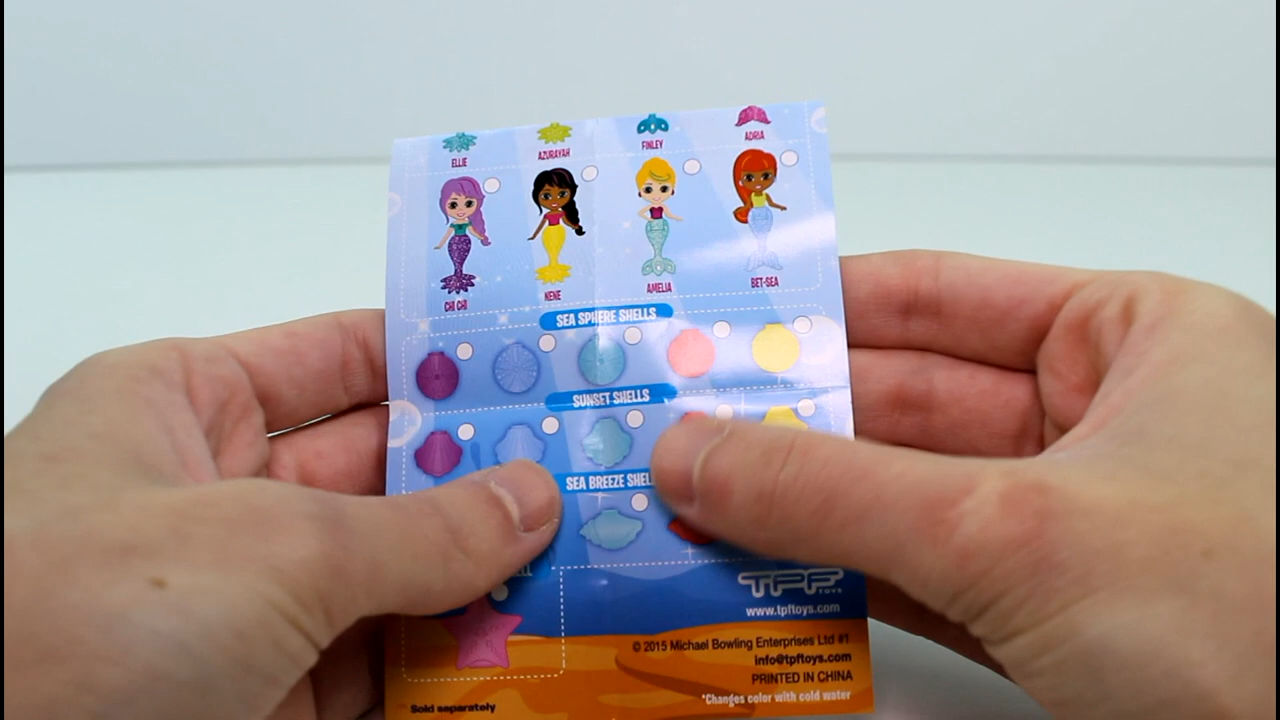 ELLIE AZURAYAH FINLEY ADRIA
CHI CHI NENE AMELIA BET-SEA
SEA SPHERE SHELLS
SUNSET SHELLS
SEA BREEZE
TPF
TOYS
www.tpftoys.com
© 2015 Michael Bowling Enterprises Ltd #1
info@tpftoys.com
PRINTED IN CHINA
*Changes color with cold water
Sold separately